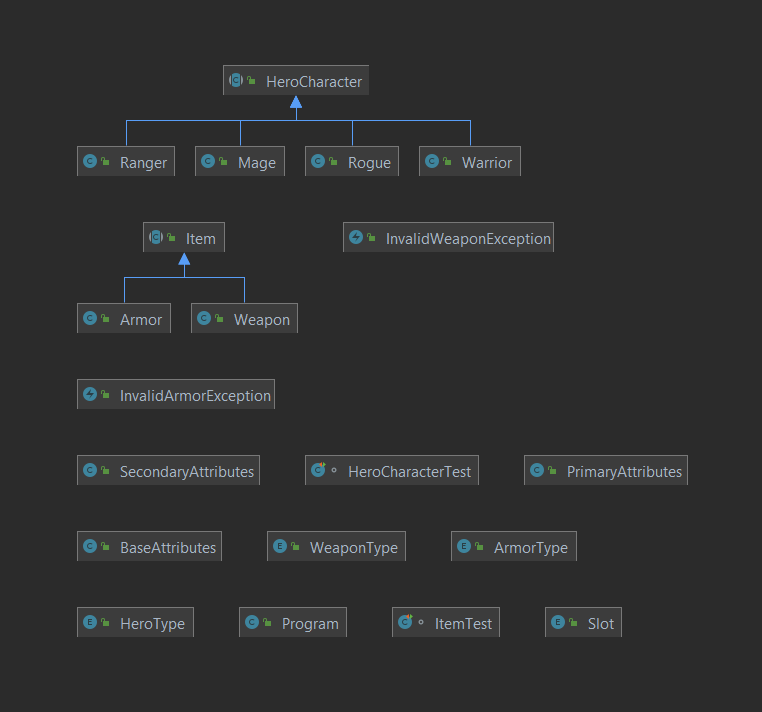 HeroCharacter
Ranger Mage Rogue Warrior
Item InvalidWeaponException
Armor Weapon
InvalidArmorException
SecondaryAttributes HeroCharacterTest PrimaryAttributes
BaseAttributes WeaponType ArmorType
HeroType Program ItemTest Slot